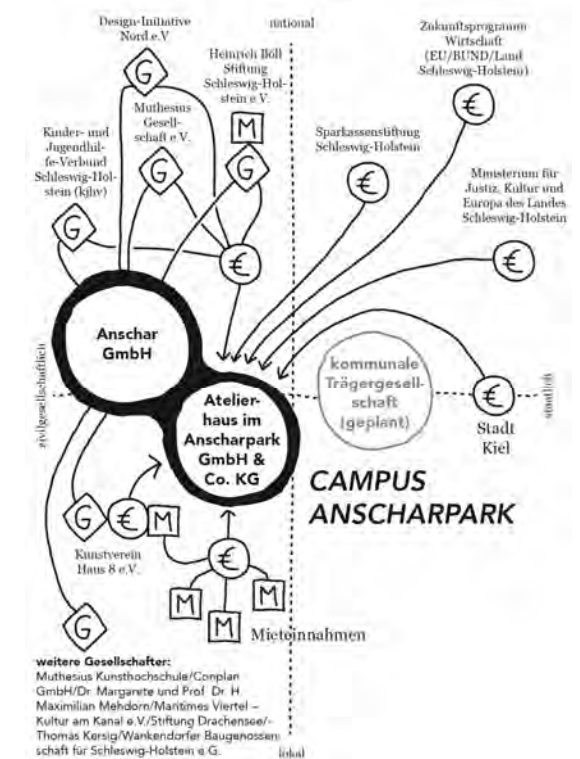 Design-Initiative
Nord e.V
national
Zukunftsprogramm
Wirtschaft
(EU/BUND/Land
Schleswig-Holstein)
Heinrich Böll
Stiftung
Schleswig-Hol-
stein e.V.
G
Muthesius
Gesell-
schaft e.V.
M
€
Kinder- und
Jugendhil-
fe-Verbund
Schleswig-Hol-
stein (kjhv)
Sparkassenstiftung
Schleswig-Holstein
G
G
€
Ministerium für
Justiz, Kultur und
Europa des Landes
Schleswig-Holstein
G
€
€
Anschar
GmbH
zivilgesellschaftlich
kommunale
Trägergesell-
schaft
(geplant)
staatlich
Atelier-
haus im
Anscharpark
GmbH &
Co. KG
€
Stadt
Kiel
CAMPUS
ANSCHARPARK
G
€
M
Kunstverein
Haus 8 e.V.
€
M
M
M
G
Mieteinnahmen
weitere Gesellschafter:
Muthesius Kunsthochschule/Conplan
GmbH/Dr. Margarete und Prof. Dr. H.
Maximilian Mehdorn/Maritimes Viertel –
Kultur am Kanal e.V./Stiftung Drachensee/-
Thomas Kersig/Wankendorfer Baugenossen
schaft für Schleswig-Holstein e.G.
lokal